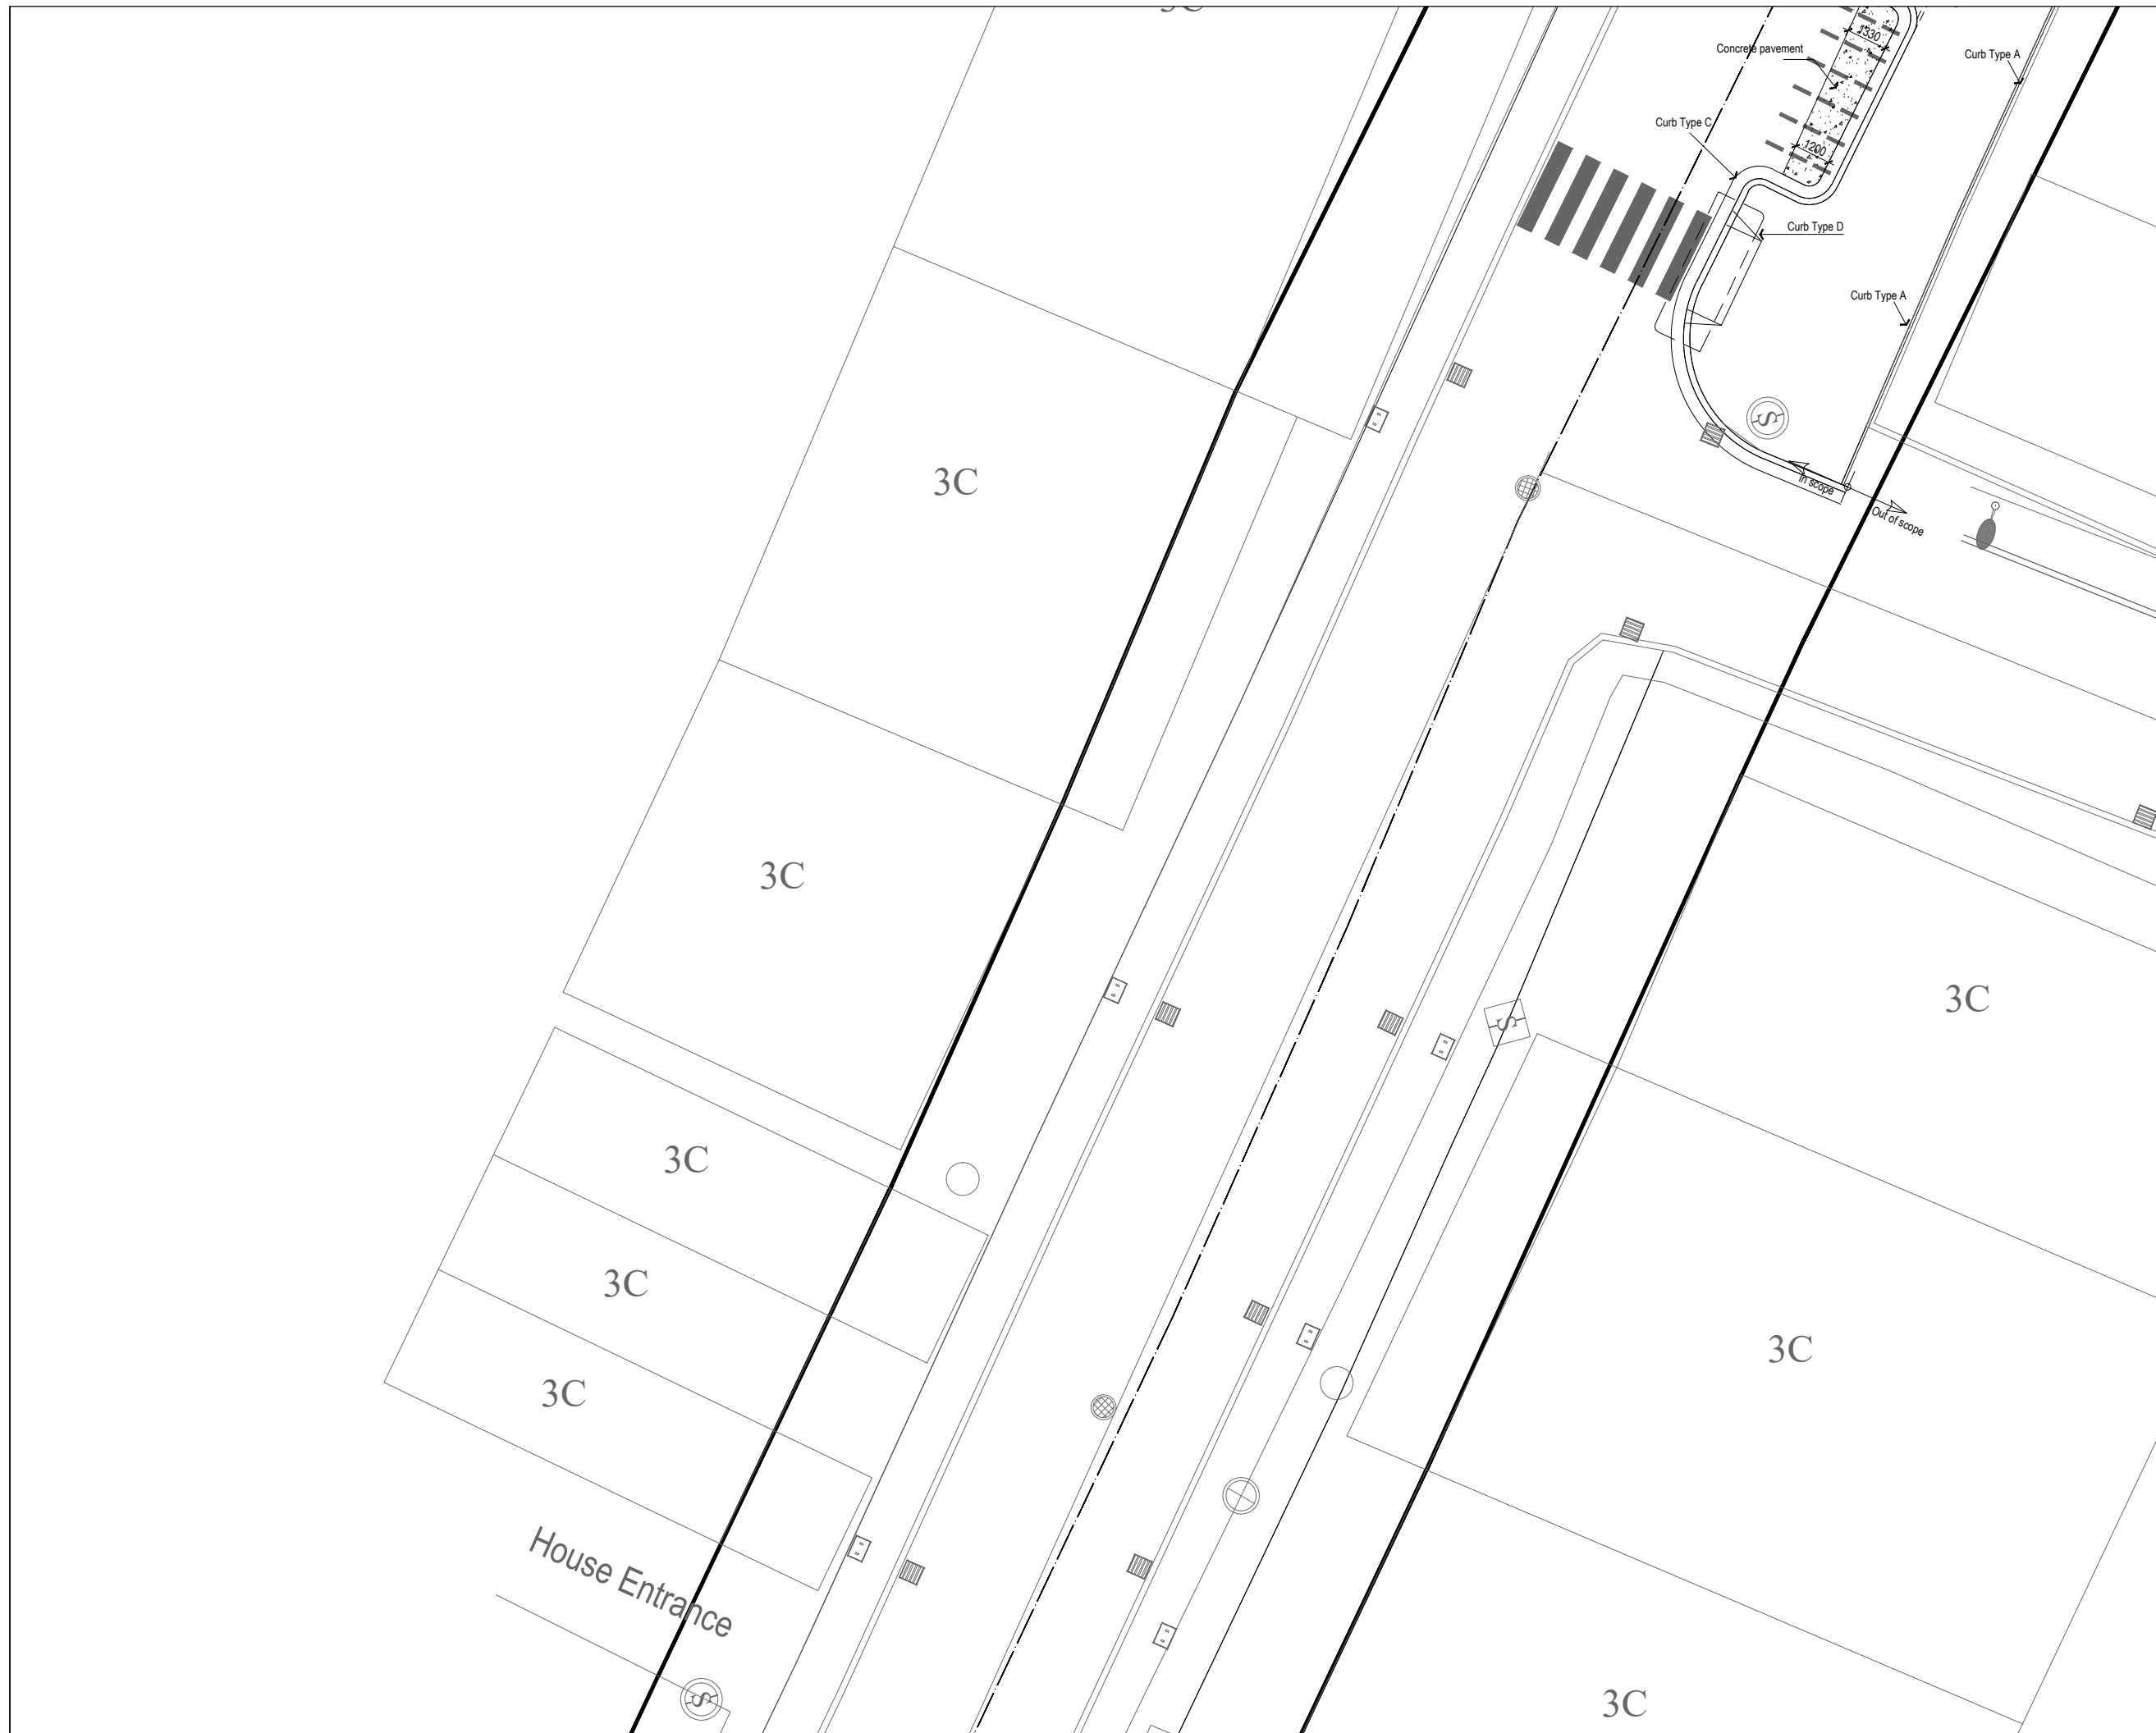 3C
1330
Concrete pavement
Curb Type A
Curb Type C
1200
Curb Type D
Curb Type A
S
3C
In scope
Out of scope
3C
3C
S
3C
3C
3C
3C
House Entrance
S
3C